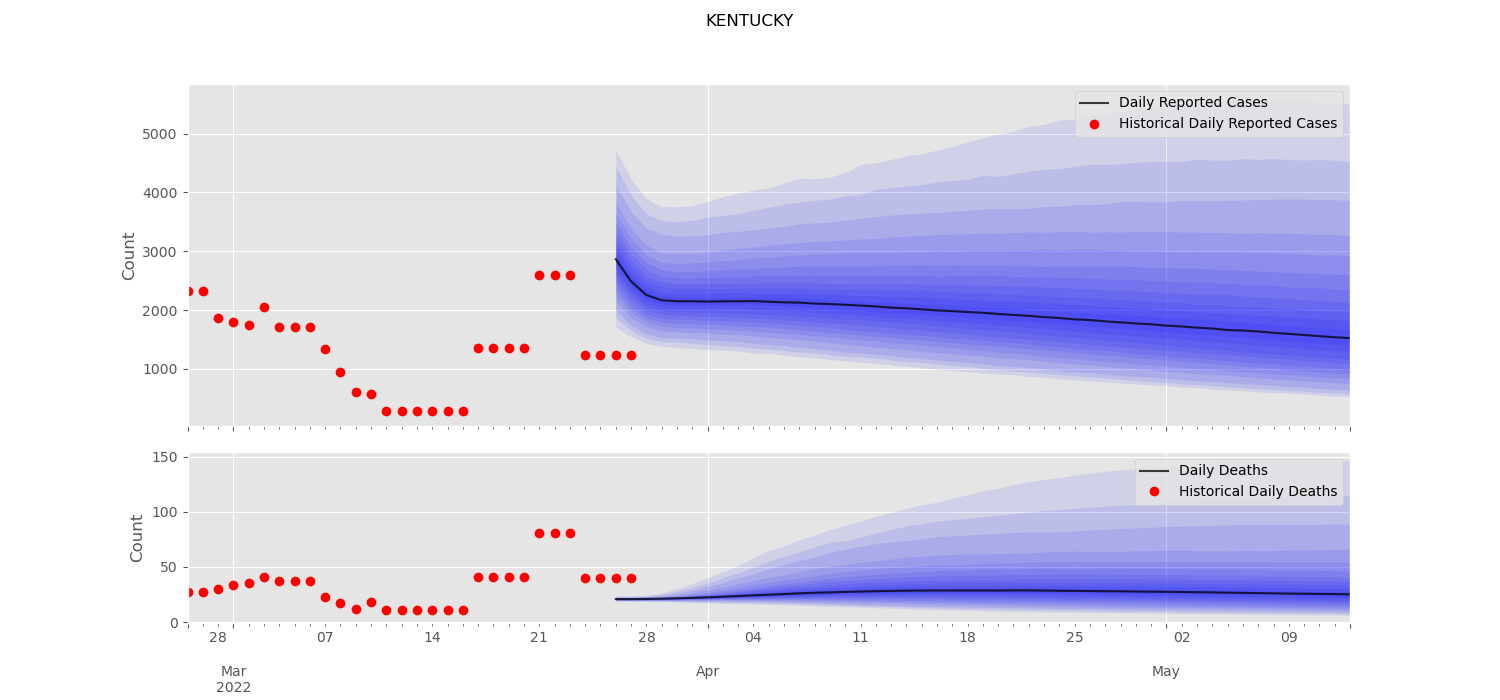 KENTUCKY
Daily Reported Cases
Historical Daily Reported Cases
Count
5000
4000
3000
2000
1000
Daily Deaths
Historical Daily Deaths
Count
150
100
50
0
28 07 14 21 28 04 11 18 25 02 09
Mar Apr May
2022